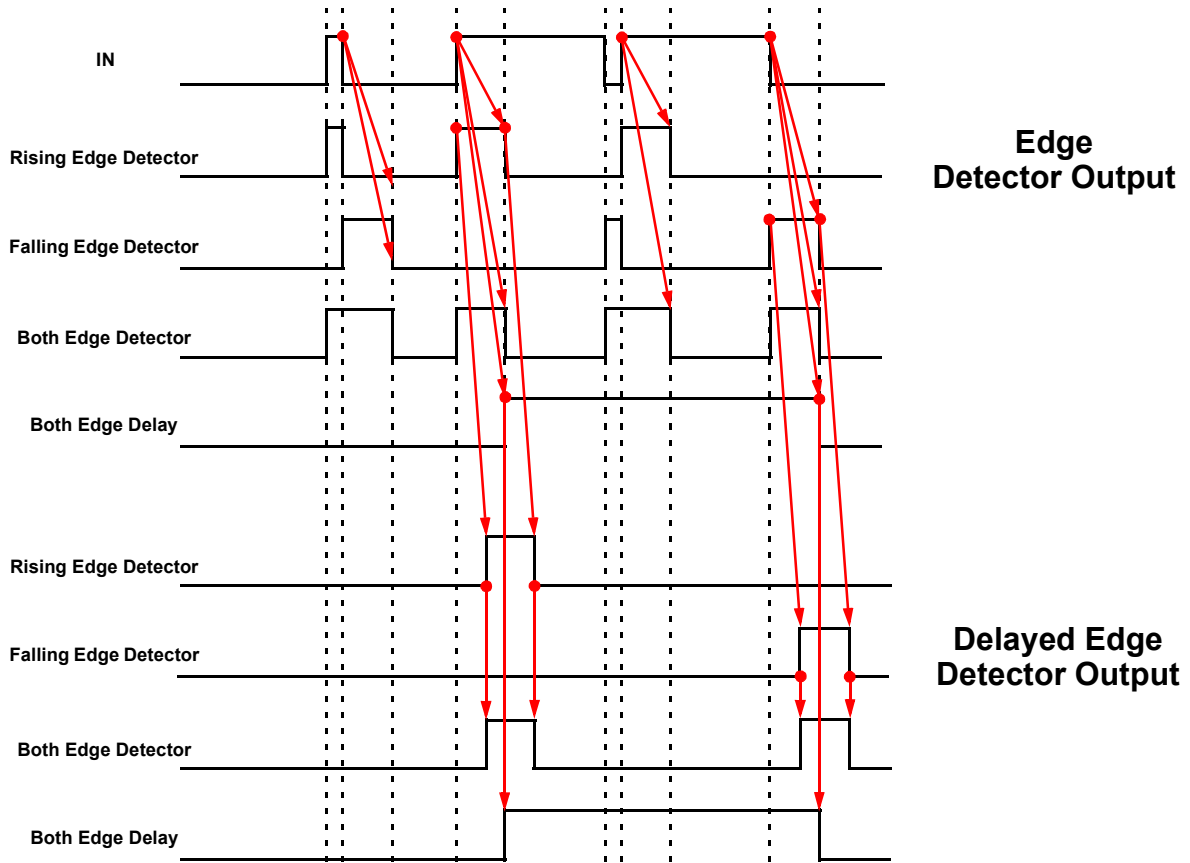 IN
Rising Edge Detector
Falling Edge Detector
Both Edge Detector
Both Edge Delay
Edge
Detector Output
Rising Edge Detector
Falling Edge Detector
Both Edge Detector
Both Edge Delay
Delayed Edge
Detector Output